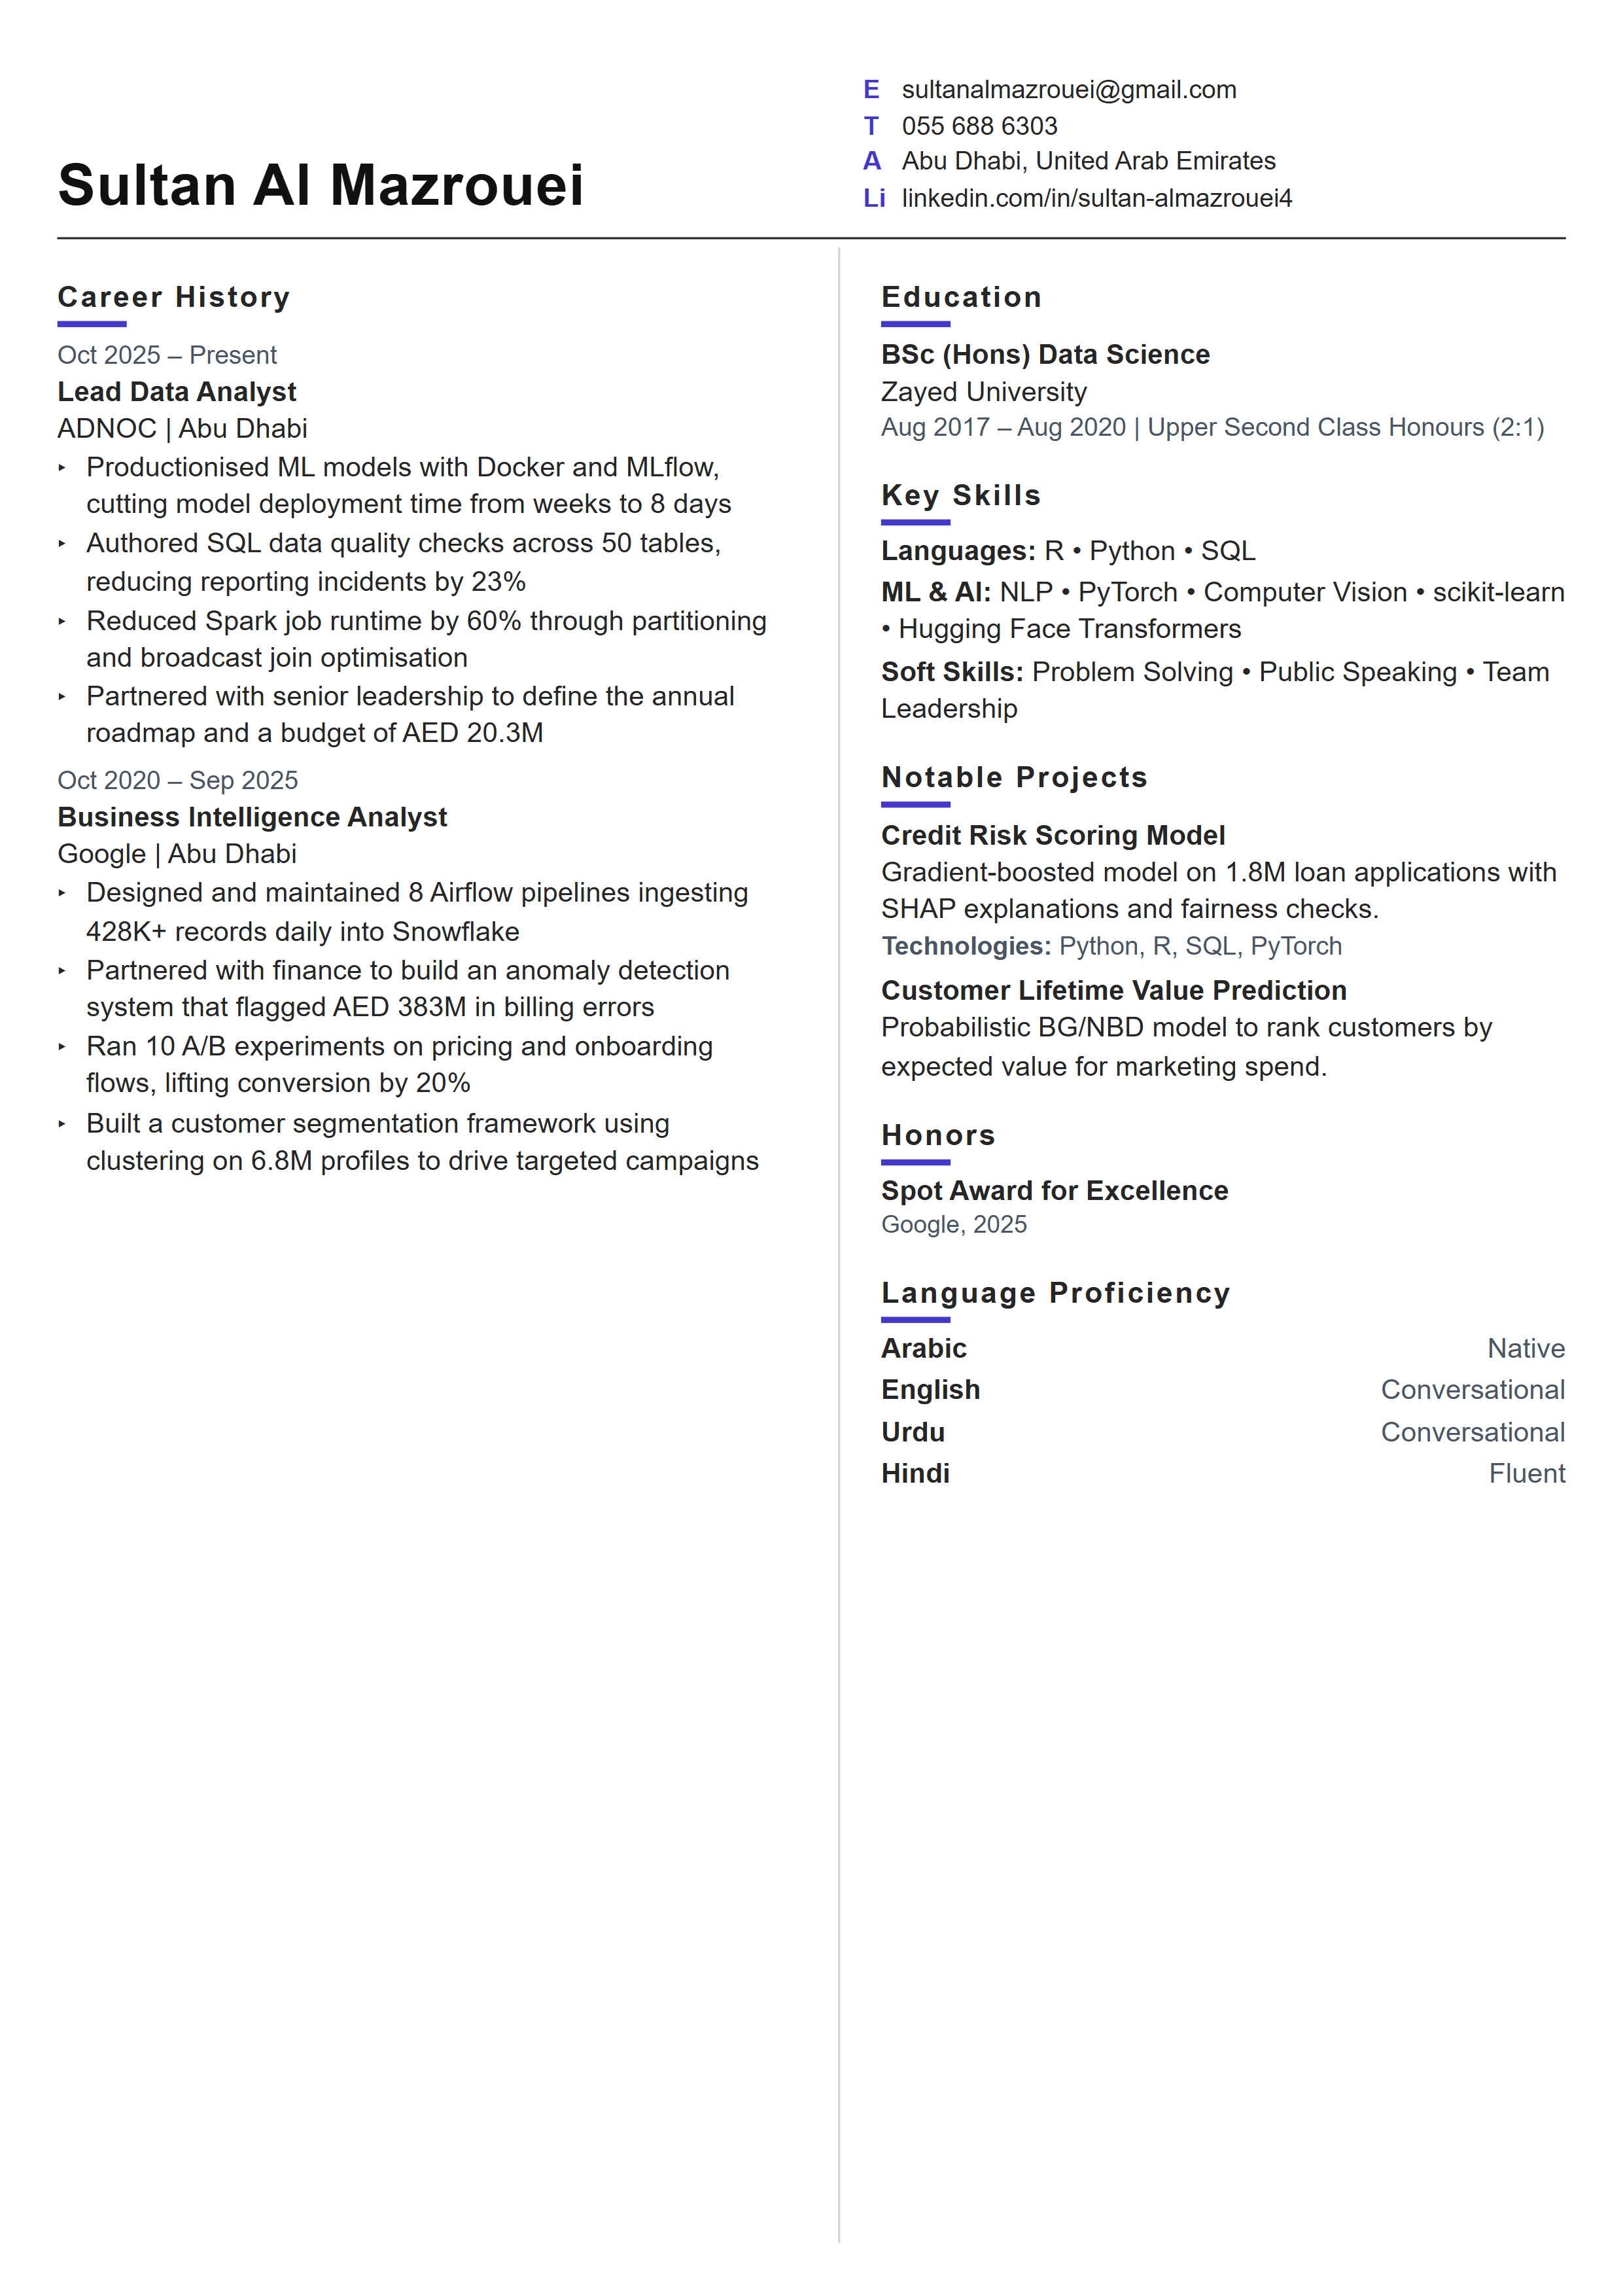 Sultan Al Mazrouei
E sultanalmazrouei@gmail.com
T 055 688 6303
A Abu Dhabi, United Arab Emirates
Li linkedin.com/in/sultan-almazrouei4
Career History
Oct 2025 – Present
Lead Data Analyst
ADNOC | Abu Dhabi
‣ Productionised ML models with Docker and MLflow,
cutting model deployment time from weeks to 8 days
‣ Authored SQL data quality checks across 50 tables,
reducing reporting incidents by 23%
‣ Reduced Spark job runtime by 60% through partitioning
and broadcast join optimisation
‣ Partnered with senior leadership to define the annual
roadmap and a budget of AED 20.3M
Oct 2020 – Sep 2025
Business Intelligence Analyst
Google | Abu Dhabi
‣ Designed and maintained 8 Airflow pipelines ingesting
428K+ records daily into Snowflake
‣ Partnered with finance to build an anomaly detection
system that flagged AED 383M in billing errors
‣ Ran 10 A/B experiments on pricing and onboarding
flows, lifting conversion by 20%
‣ Built a customer segmentation framework using
clustering on 6.8M profiles to drive targeted campaigns
Education
BSc (Hons) Data Science
Zayed University
Aug 2017 – Aug 2020 | Upper Second Class Honours (2:1)
Key Skills
Languages: R • Python • SQL
ML & AI: NLP • PyTorch • Computer Vision • scikit-learn
• Hugging Face Transformers
Soft Skills: Problem Solving • Public Speaking • Team
Leadership
Notable Projects
Credit Risk Scoring Model
Gradient-boosted model on 1.8M loan applications with
SHAP explanations and fairness checks.
Technologies: Python, R, SQL, PyTorch
Customer Lifetime Value Prediction
Probabilistic BG/NBD model to rank customers by
expected value for marketing spend.
Honors
Spot Award for Excellence
Google, 2025
Language Proficiency
Arabic Native
English Conversational
Urdu Conversational
Hindi Fluent